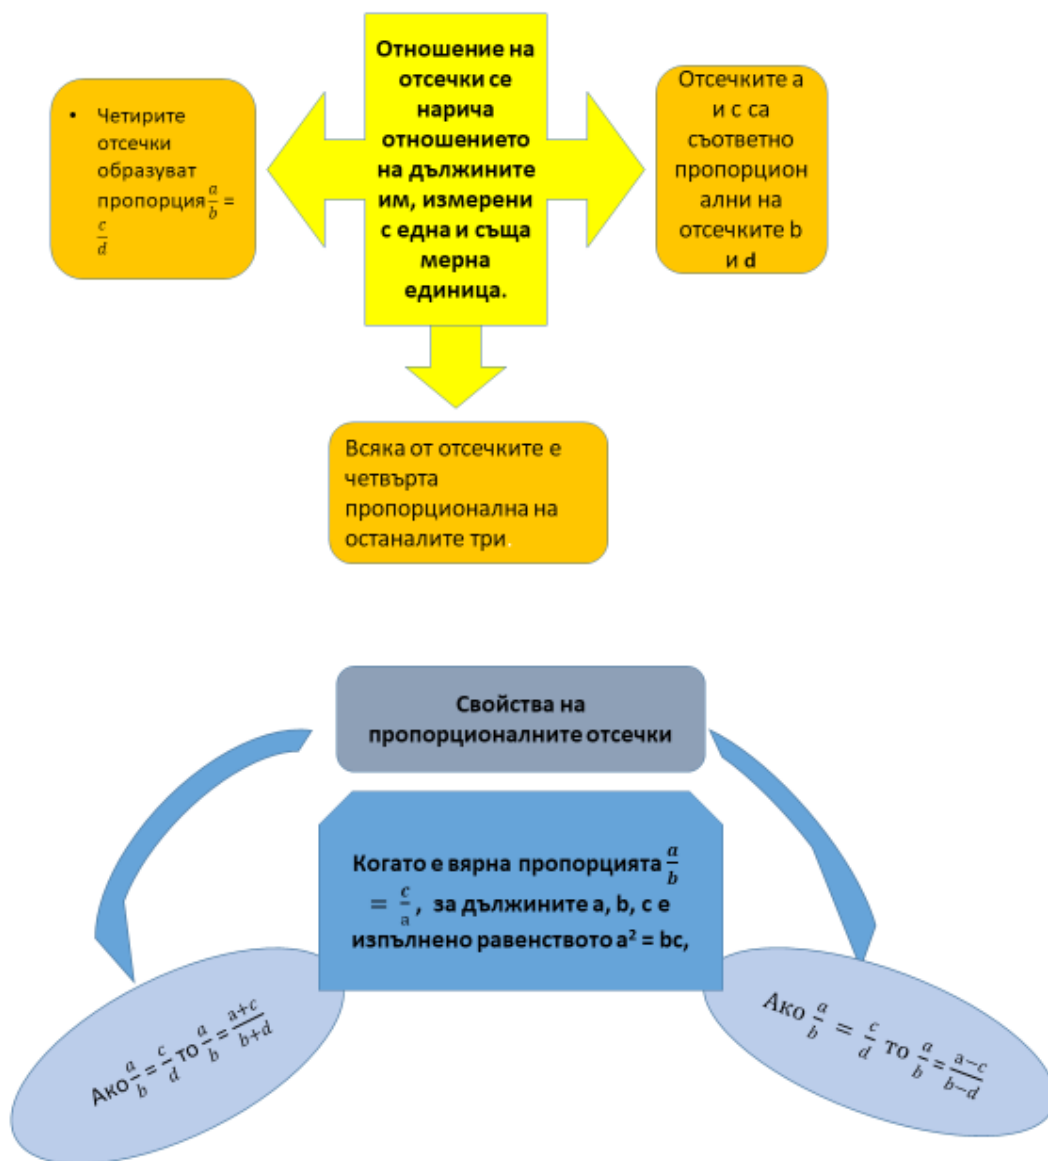 Отношение на
отсечки се
нарича
отношението
на дължините
им, измерени
с една и съща
мерна
единица.
• Четирите
отсечки
образуват
пропорция a/b =
c/d
Отсечките a
и c са
съответно
пропорцион
ални на
отсечките b
и d
Всяка от отсечките е
четвърта
пропорционална на
останалите три.
Свойства на
пропорционалните отсечки
Когато е вярна пропорцията a/b
= c/a, за дължините a, b, c е
изпълнено равенството a² = bc,
Ако a/b = c/d то a/b = a+c/b+d
Ако a/b = c/d то a/b = a−c/b−d